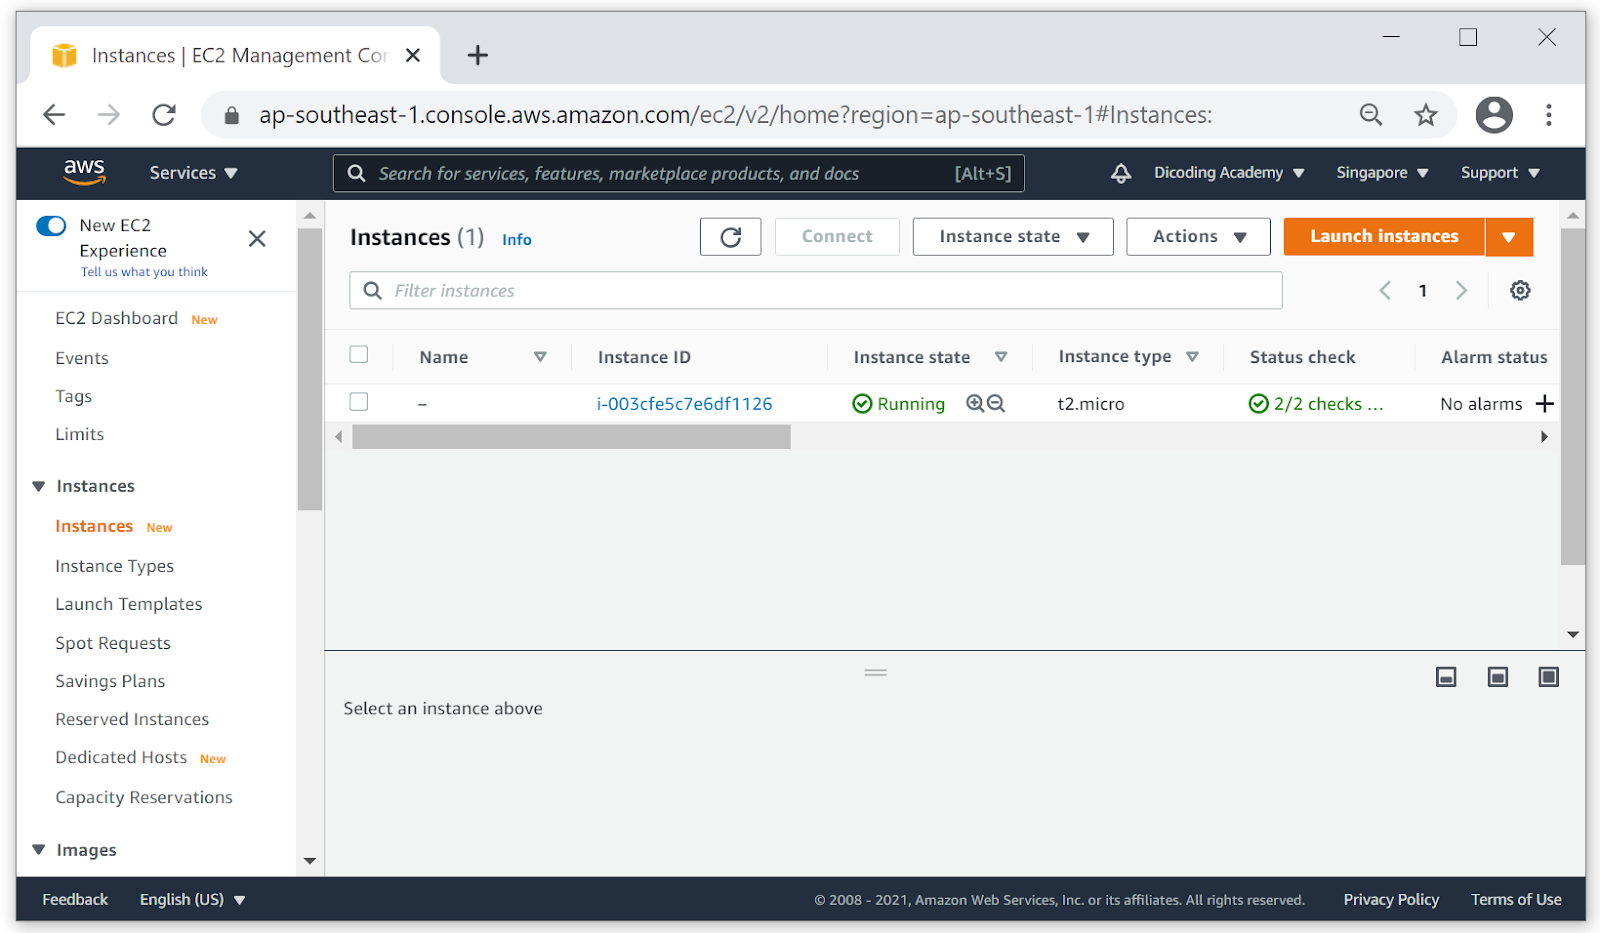 Instances | EC2 Management Con
ap-southeast-1.console.aws.amazon.com/ec2/v2/home?region=ap-southeast-1#Instances:
aws Services Search for services, features, marketplace products, and docs [Alt+S] Dicoding Academy Singapore Support
New EC2
Experience
Tell us what you think
EC2 Dashboard New
Events
Tags
Limits
Instances
Instances New
Instance Types
Launch Templates
Spot Requests
Savings Plans
Reserved Instances
Dedicated Hosts New
Capacity Reservations
Images
Instances (1) Info Connect Instance state Actions Launch instances
Filter instances 1
Name Instance ID Instance state Instance type Status check Alarm status
– i-003cfe5c7e6df1126 Running t2.micro 2/2 checks ... No alarms
Select an instance above
Feedback English (US) © 2008 - 2021, Amazon Web Services, Inc. or its affiliates. All rights reserved. Privacy Policy Terms of Use